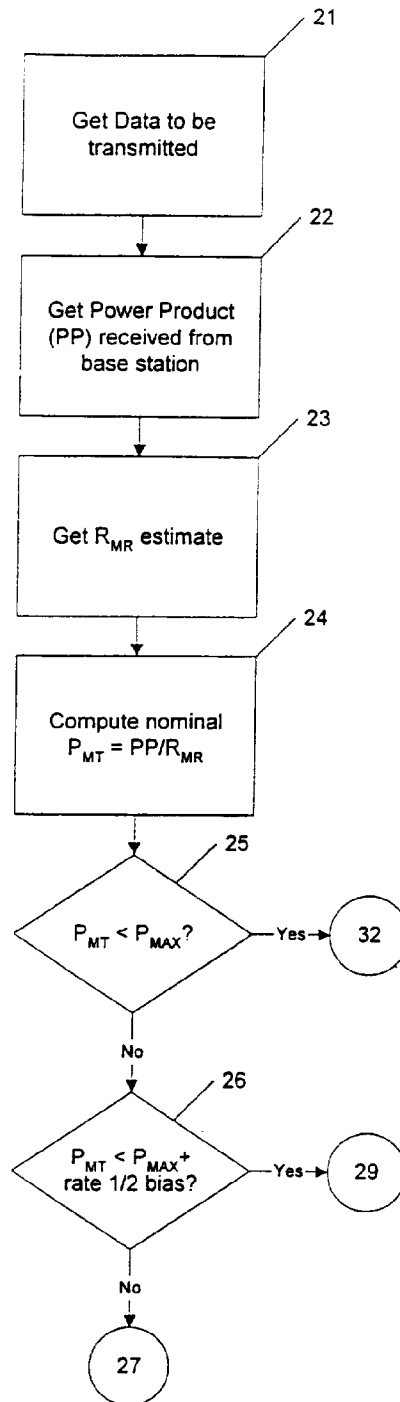 21
Get Data to be
transmitted
22
Get Power Product
(PP) received from
base station
23
Get R_MR estimate
24
Compute nominal
P_MT = PP/R_MR
25
P_MT < P_MAX?
Yes
32
No
26
P_MT < P_MAX+
rate 1/2 bias?
Yes
29
No
27